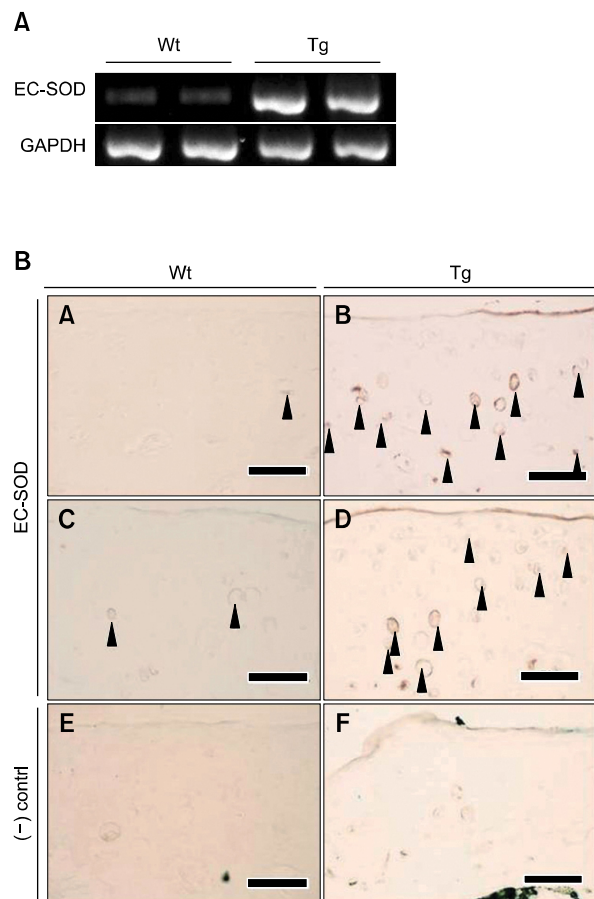 A
Wt Tg
EC-SOD
GAPDH
B
Wt Tg
A B
EC-SOD
C D
(−) contrl
E F